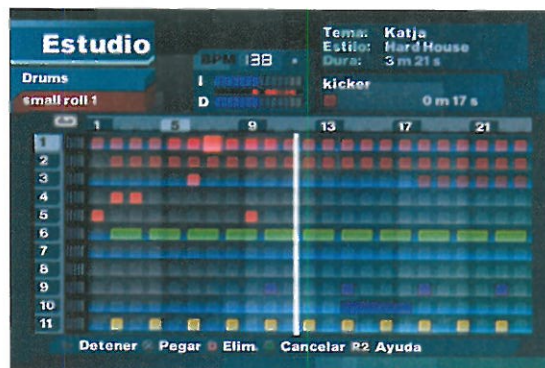 Estudio
BPM 138
Tema: Katja
Estilo: Hard House
Dura: 3 m 21 s
Drums
small roll 1
I
D
kicker
0 m 17 s
1 5 9 13 17 21
1
2
3
4
5
6
7
8
9
10
11
Detener Pegar Elim. Cancelar R2 Ayuda